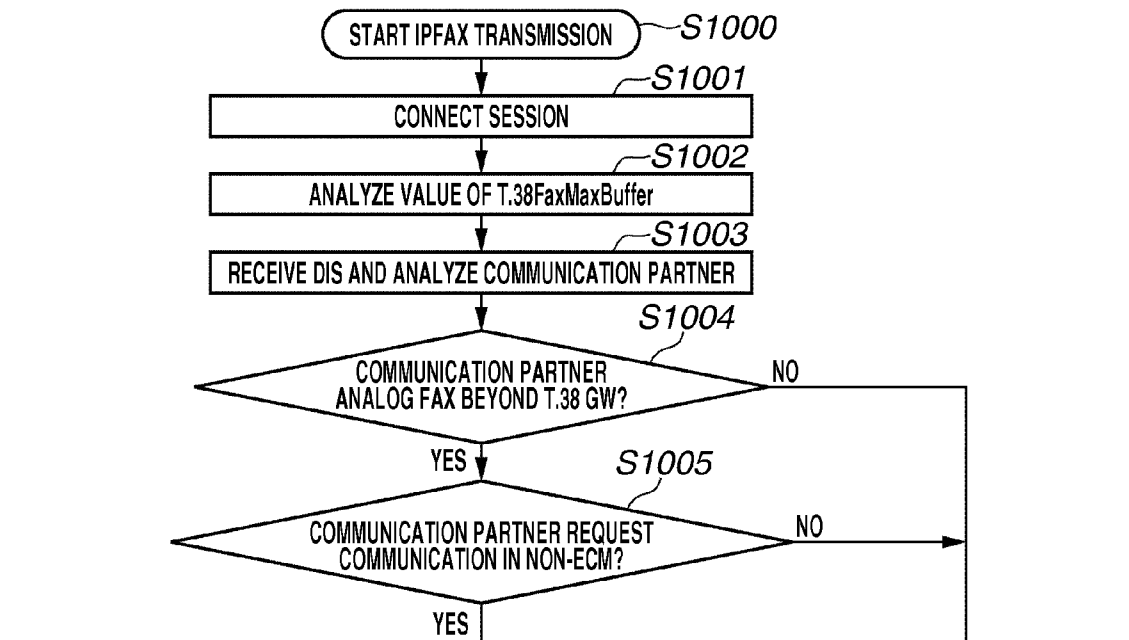 START IPFAX TRANSMISSION
S1000
S1001
CONNECT SESSION
S1002
ANALYZE VALUE OF T.38FaxMaxBuffer
S1003
RECEIVE DIS AND ANALYZE COMMUNICATION PARTNER
S1004
COMMUNICATION PARTNER
ANALOG FAX BEYOND T.38 GW?
NO
YES
S1005
COMMUNICATION PARTNER REQUEST
COMMUNICATION IN NON-ECM?
NO
YES